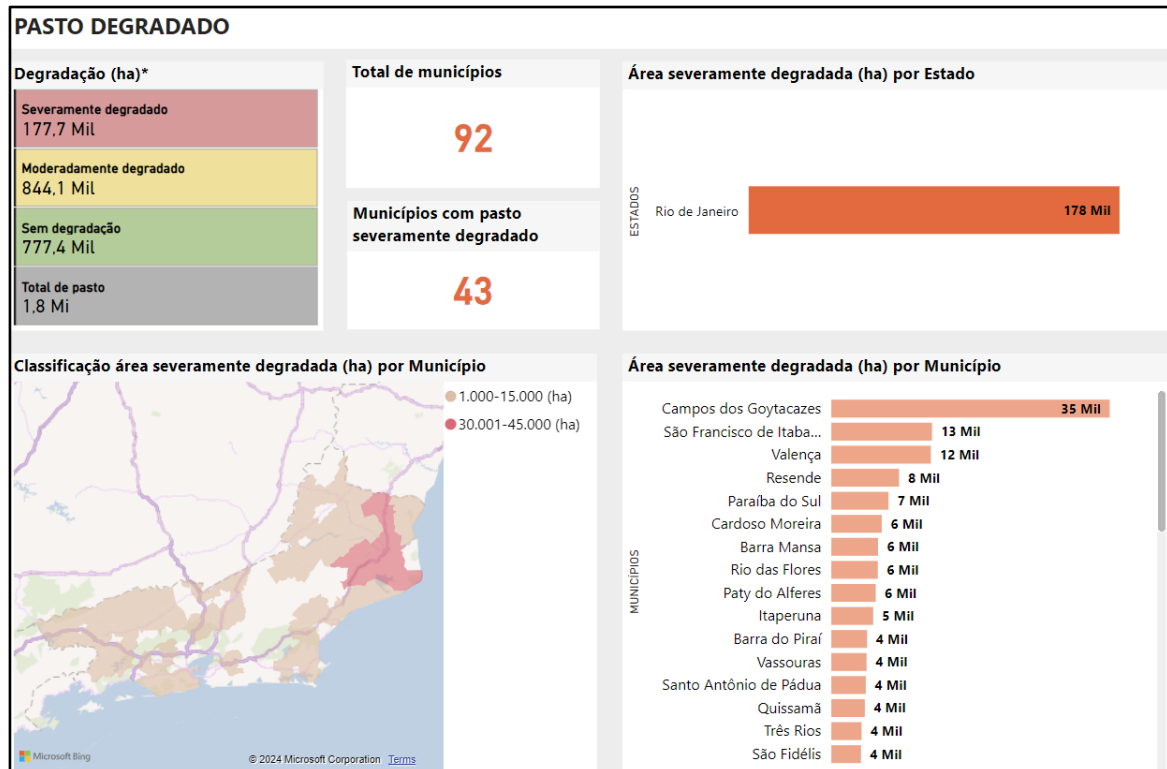 PASTO DEGRADADO
Degradação (ha)*
Severamente degradado
177,7 Mil
Moderadamente degradado
844,1 Mil
Sem degradação
777,4 Mil
Total de pasto
1,8 Mi
Total de municípios
92
Municípios com pasto
severamente degradado
43
Área severamente degradada (ha) por Estado
ESTADOS
Rio de Janeiro
178 Mil
Classificação área severamente degradada (ha) por Município
1.000-15.000 (ha)
30.001-45.000 (ha)
Microsoft Bing
© 2024 Microsoft Corporation Terms
Área severamente degradada (ha) por Município
MUNICÍPIOS
Campos dos Goytacazes 35 Mil
São Francisco de Itaba... 13 Mil
Valença 12 Mil
Resende 8 Mil
Paraíba do Sul 7 Mil
Cardoso Moreira 6 Mil
Barra Mansa 6 Mil
Rio das Flores 6 Mil
Paty do Alferes 6 Mil
Itaperuna 5 Mil
Barra do Piraí 4 Mil
Vassouras 4 Mil
Santo Antônio de Pádua 4 Mil
Quissamã 4 Mil
Três Rios 4 Mil
São Fidélis 4 Mil